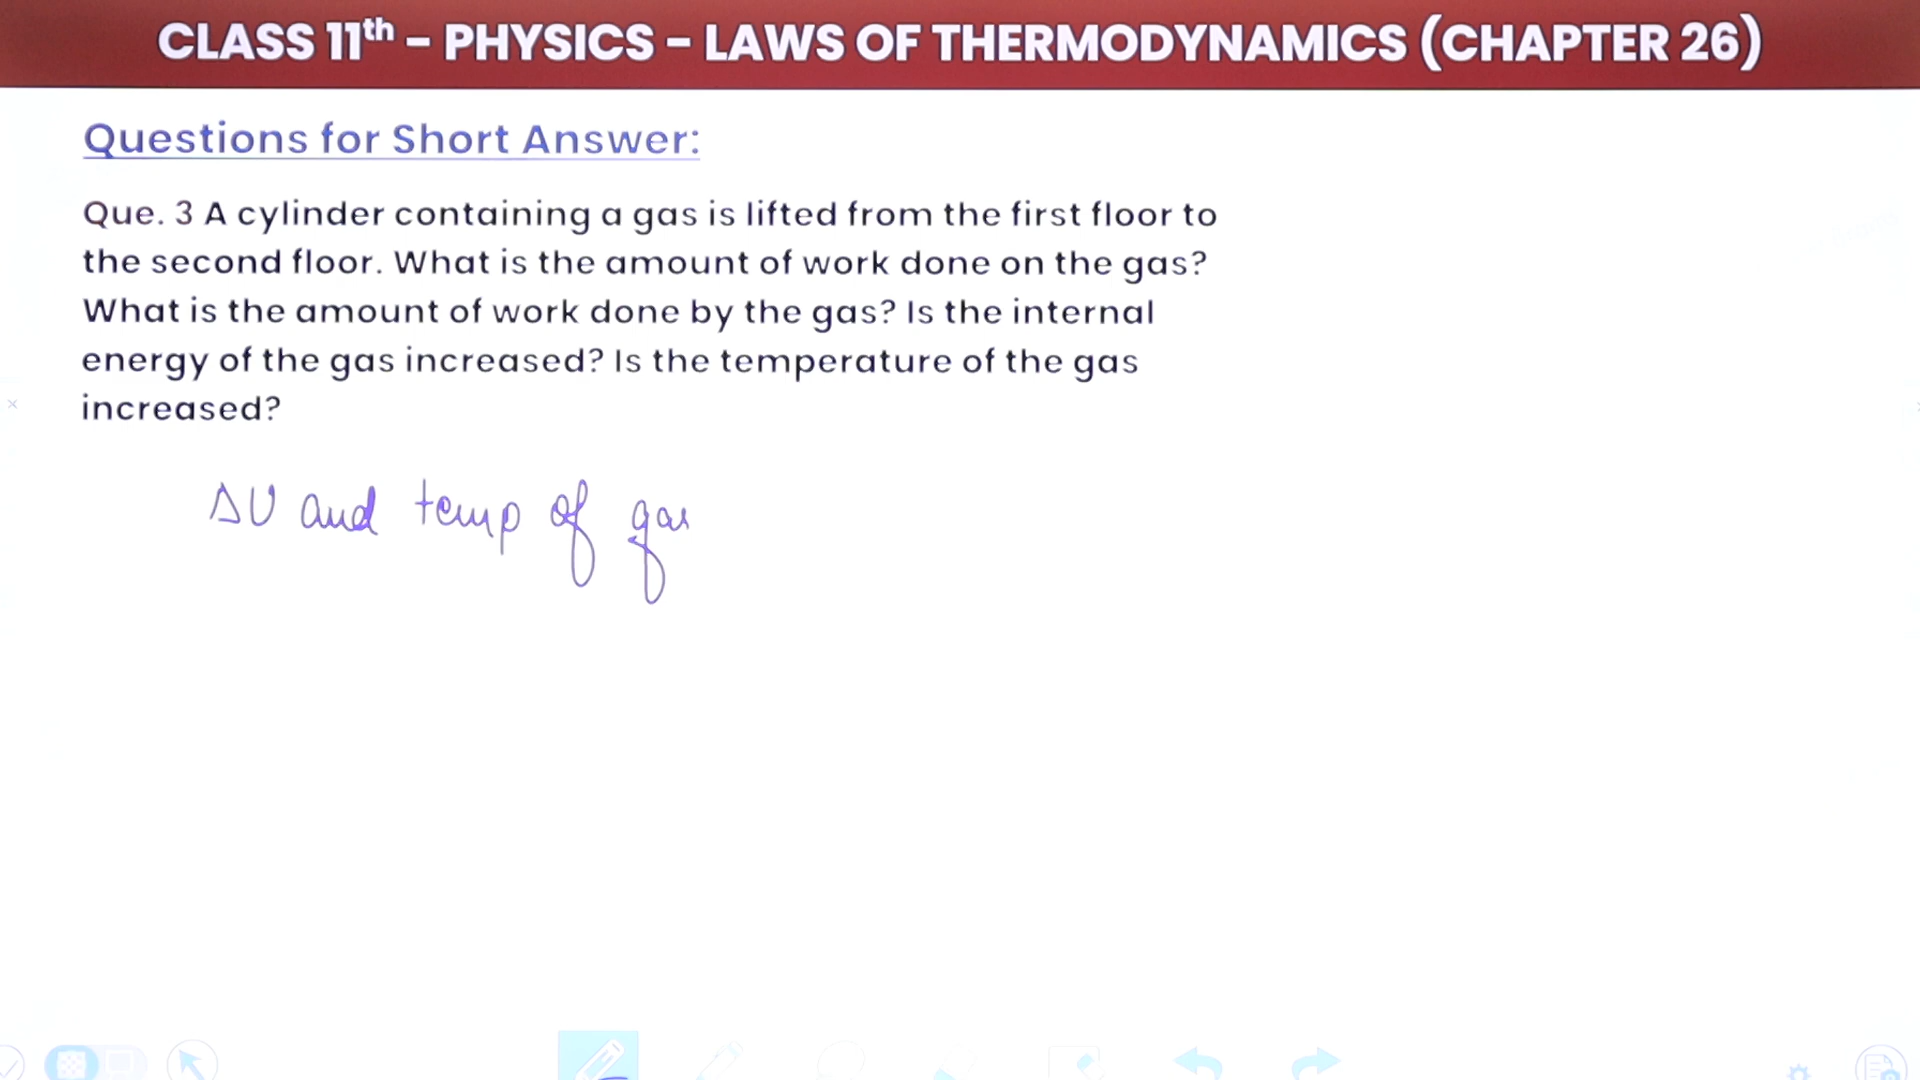 CLASS 11th - PHYSICS - LAWS OF THERMODYNAMICS (CHAPTER 26)
Questions for Short Answer:
Que. 3 A cylinder containing a gas is lifted from the first floor to
the second floor. What is the amount of work done on the gas?
What is the amount of work done by the gas? Is the internal
energy of the gas increased? Is the temperature of the gas
increased?
ΔU and temp of gas